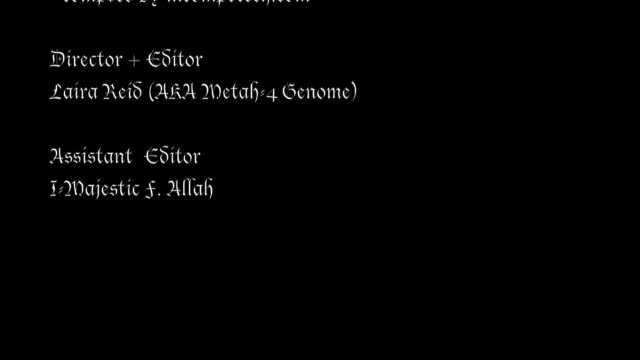 Director + Editor
Laira Reid (AKA Metah-4 Genome)
Assistant Editor
I-Majestic F. Allah